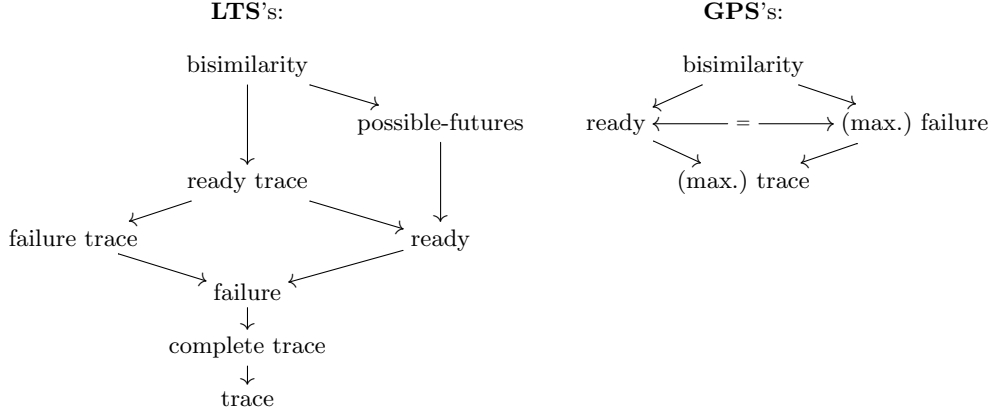 LTS's:
GPS's:
bisimilarity
bisimilarity
possible-futures
ready
=
(max.) failure
ready trace
(max.) trace
failure trace
ready
failure
complete trace
trace